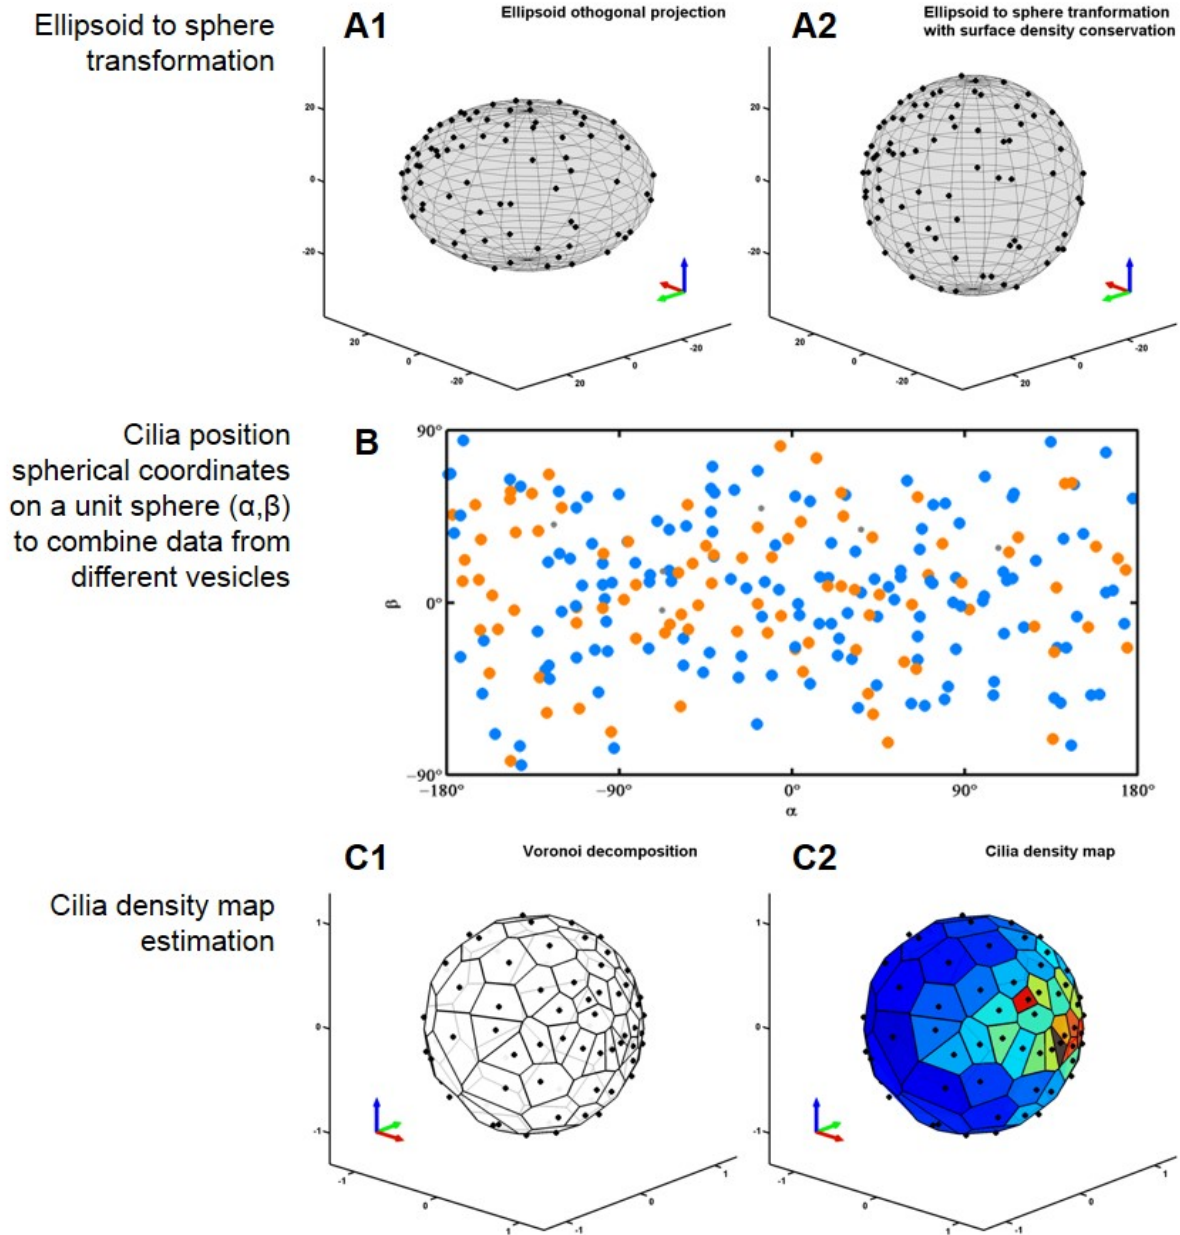 Ellipsoid to sphere
transformation
A1
Ellipsoid othogonal projection
A2
Ellipsoid to sphere tranformation
with surface density conservation
20
0
-20
20
0
-20
20
0
-20
20
0
-20
20
0
-20
20
0
-20
Cilia position
spherical coordinates
on a unit sphere (α,β)
to combine data from
different vesicles
B
90°
0°
−90°
β
−180°
−90°
0°
90°
180°
α
Cilia density map
estimation
C1
Voronoi decomposition
C2
Cilia density map
1
0
-1
-1
0
1
-1
0
1
1
0
-1
-1
0
1
-1
0
1